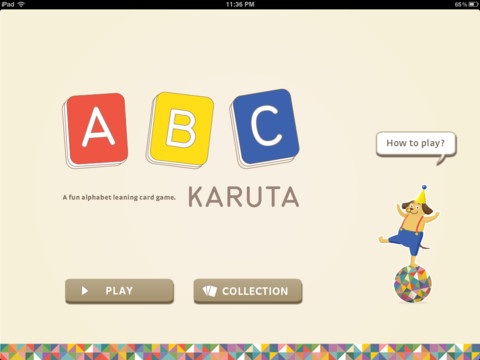 iPad 11:36 PM 65%
A B C
How to play?
A fun alphabet leaning card game. KARUTA
PLAY COLLECTION